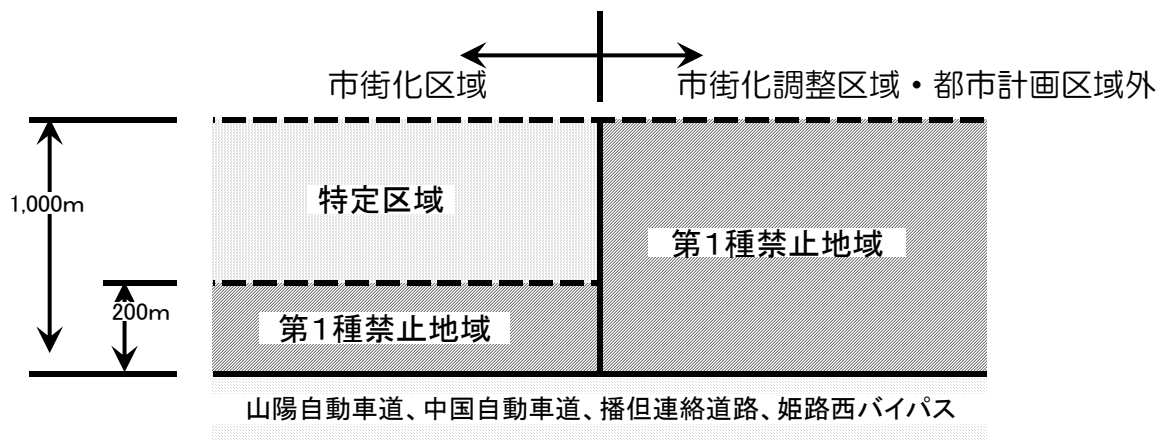 市街化区域
市街化調整区域・都市計画区域外
1,000m
特定区域
第1種禁止地域
200m
第1種禁止地域
山陽自動車道、中国自動車道、播但連絡道路、姫路西バイパス